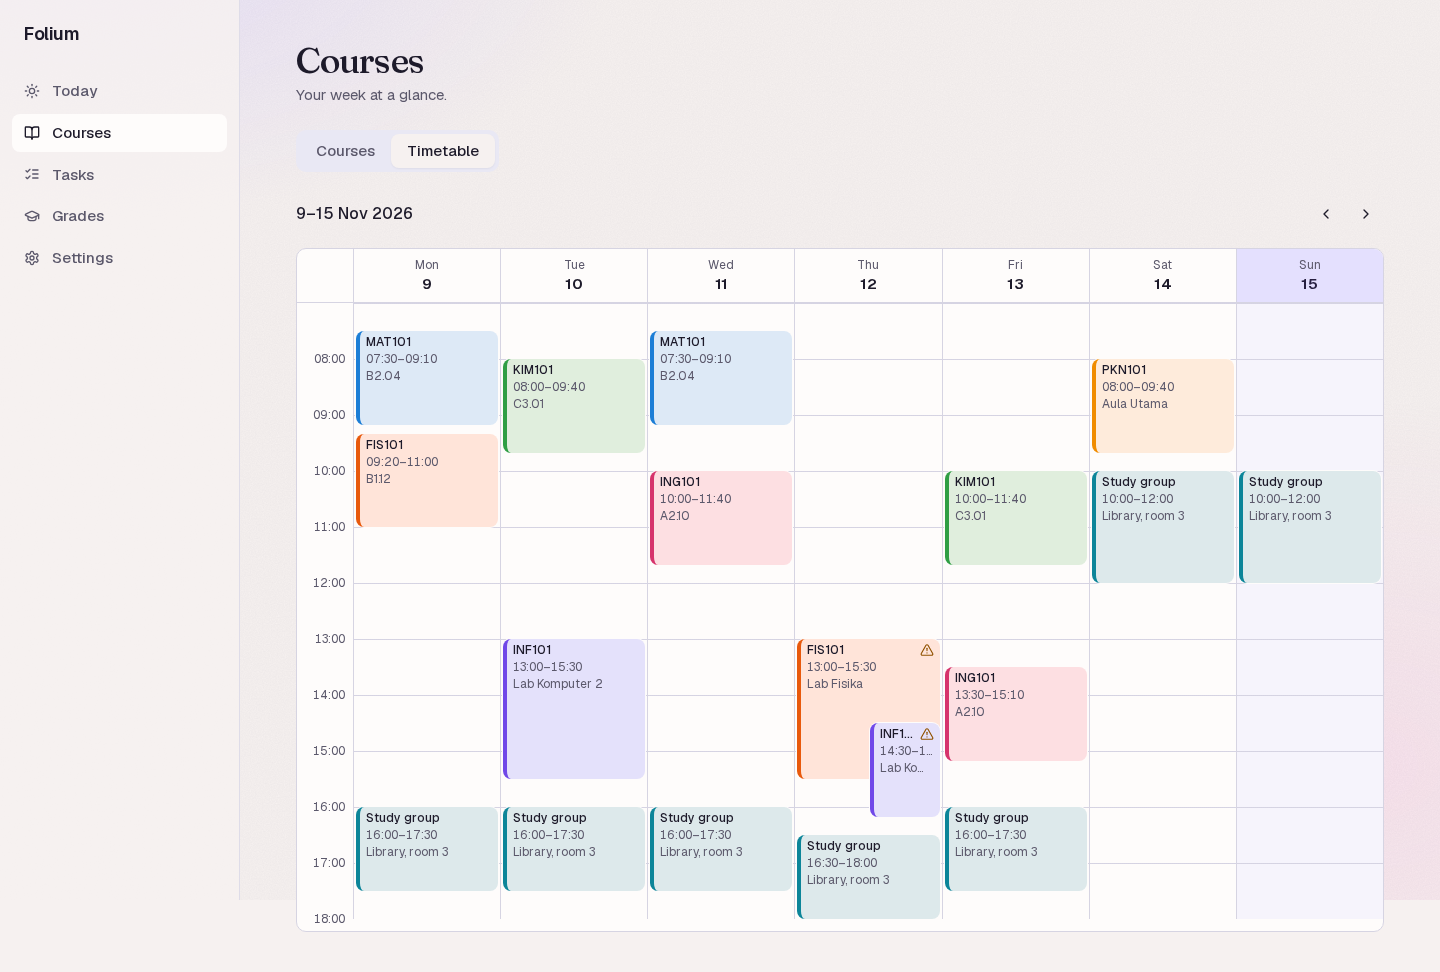 Folium
Today
Courses
Tasks
Grades
Settings
Courses
Your week at a glance.
Courses
Timetable
9–15 Nov 2026
Mon
9
Tue
10
Wed
11
Thu
12
Fri
13
Sat
14
Sun
15
08:00
09:00
10:00
11:00
12:00
13:00
14:00
15:00
16:00
17:00
18:00
MAT101
07:30–09:10
B2.04
FIS101
09:20–11:00
B1.12
Study group
16:00–17:30
Library, room 3
KIM101
08:00–09:40
C3.01
INF101
13:00–15:30
Lab Komputer 2
Study group
16:00–17:30
Library, room 3
MAT101
07:30–09:10
B2.04
ING101
10:00–11:40
A2.10
Study group
16:00–17:30
Library, room 3
FIS101
13:00–15:30
Lab Fisika
INF1...
14:30–1...
Lab Ko...
Study group
16:30–18:00
Library, room 3
KIM101
10:00–11:40
C3.01
ING101
13:30–15:10
A2.10
Study group
16:00–17:30
Library, room 3
PKN101
08:00–09:40
Aula Utama
Study group
10:00–12:00
Library, room 3
Study group
10:00–12:00
Library, room 3